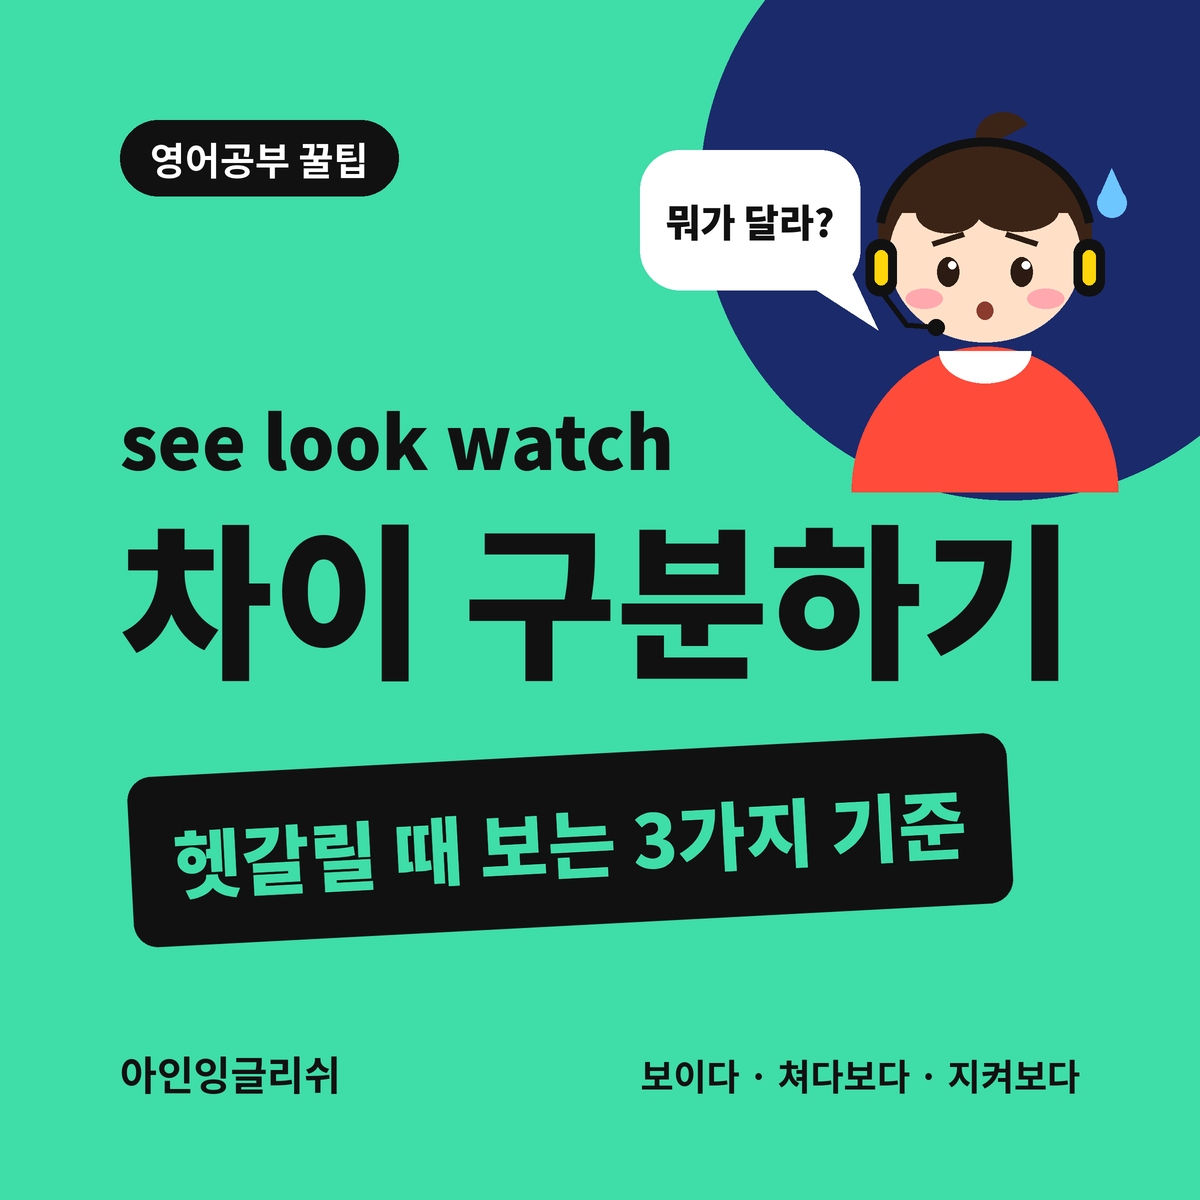 영어공부 꿀팁
뭐가 달라?
see look watch
차이 구분하기
헷갈릴 때 보는 3가지 기준
아인잉글리쉬
보이다 · 쳐다보다 · 지켜보다